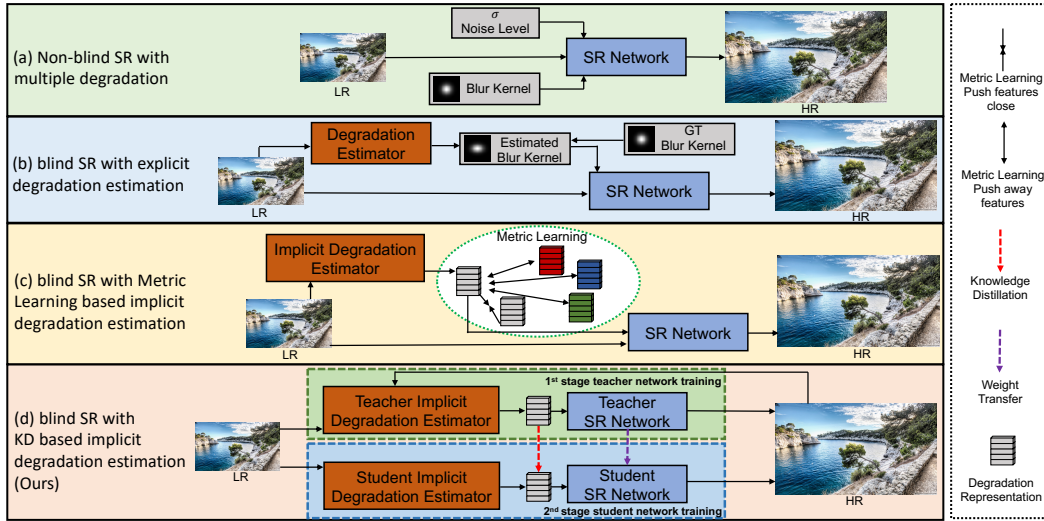 (a) Non-blind SR with
multiple degradation
LR
σ
Noise Level
Blur Kernel
SR Network
HR
(b) blind SR with explicit
degradation estimation
LR
Degradation
Estimator
Estimated
Blur Kernel
GT
Blur Kernel
SR Network
HR
(c) blind SR with Metric
Learning based implicit
degradation estimation
LR
Implicit Degradation
Estimator
Metric Learning
SR Network
HR
(d) blind SR with
KD based implicit
degradation estimation
(Ours)
LR
1st stage teacher network training
Teacher Implicit
Degradation Estimator
Teacher
SR Network
Student Implicit
Degradation Estimator
Student
SR Network
2nd stage student network training
HR
Metric Learning
Push features
close
Metric Learning
Push away
features
Knowledge
Distillation
Weight
Transfer
Degradation
Representation